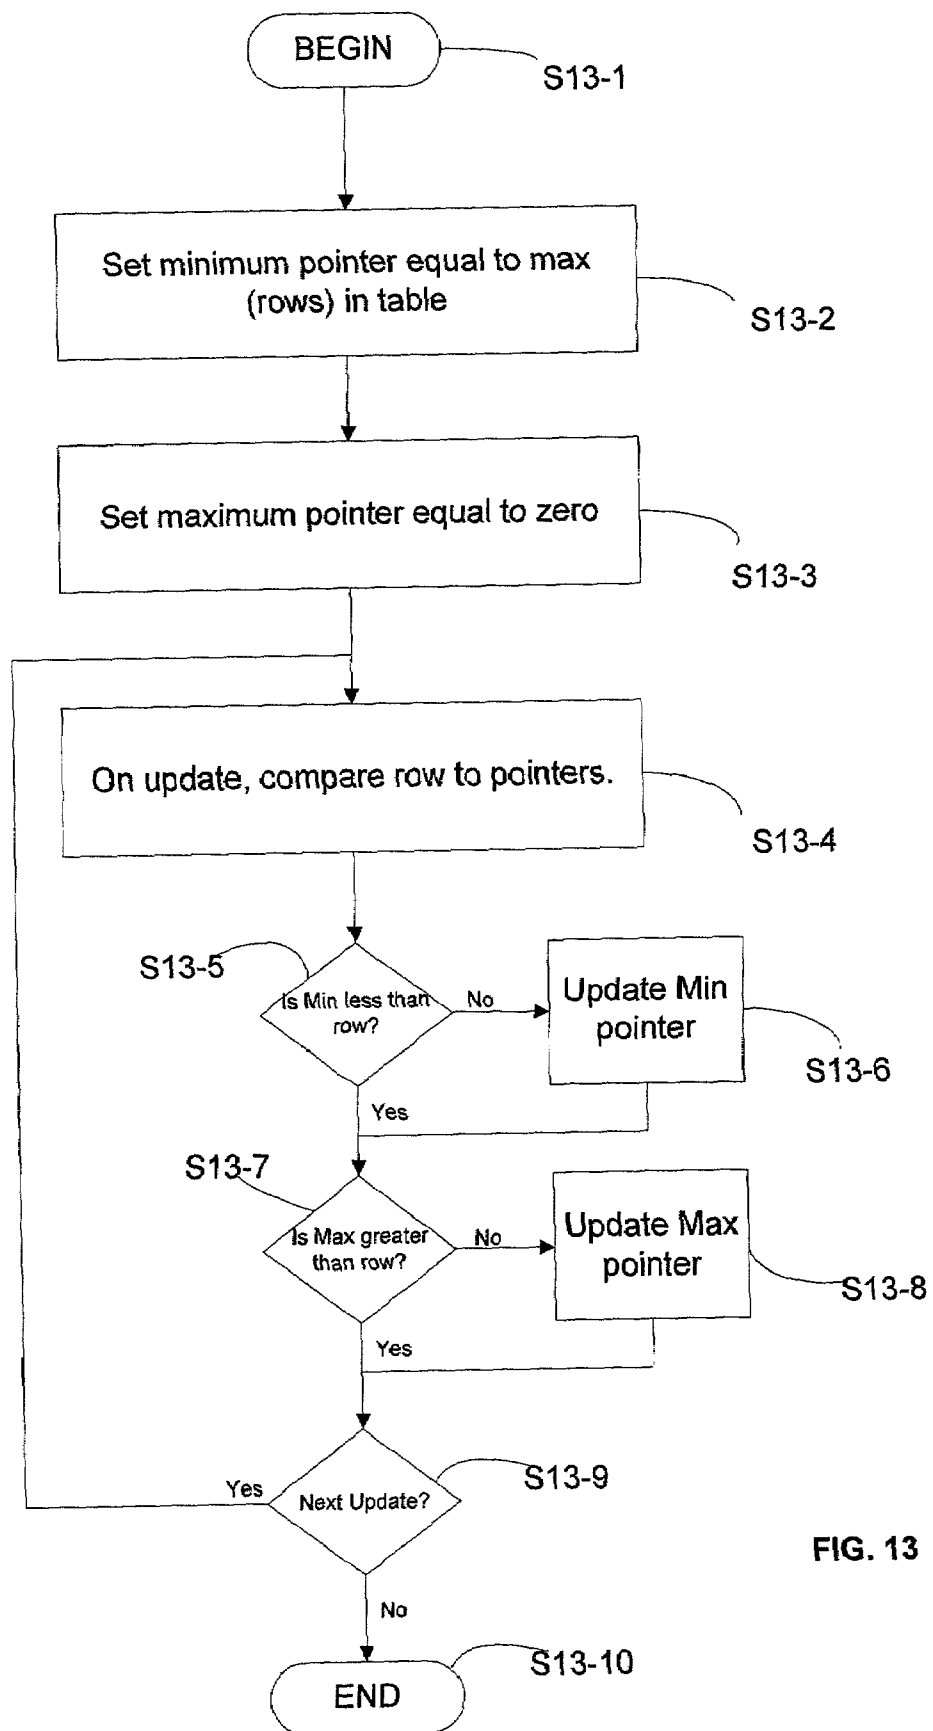 BEGIN
S13-1
Set minimum pointer equal to max
(rows) in table
S13-2
Set maximum pointer equal to zero
S13-3
On update, compare row to pointers.
S13-4
S13-5
Is Min less than
row?
No
Update Min
pointer
S13-6
Yes
S13-7
Is Max greater
than row?
No
Update Max
pointer
S13-8
Yes
Next Update?
S13-9
Yes
FIG. 13
No
S13-10
END